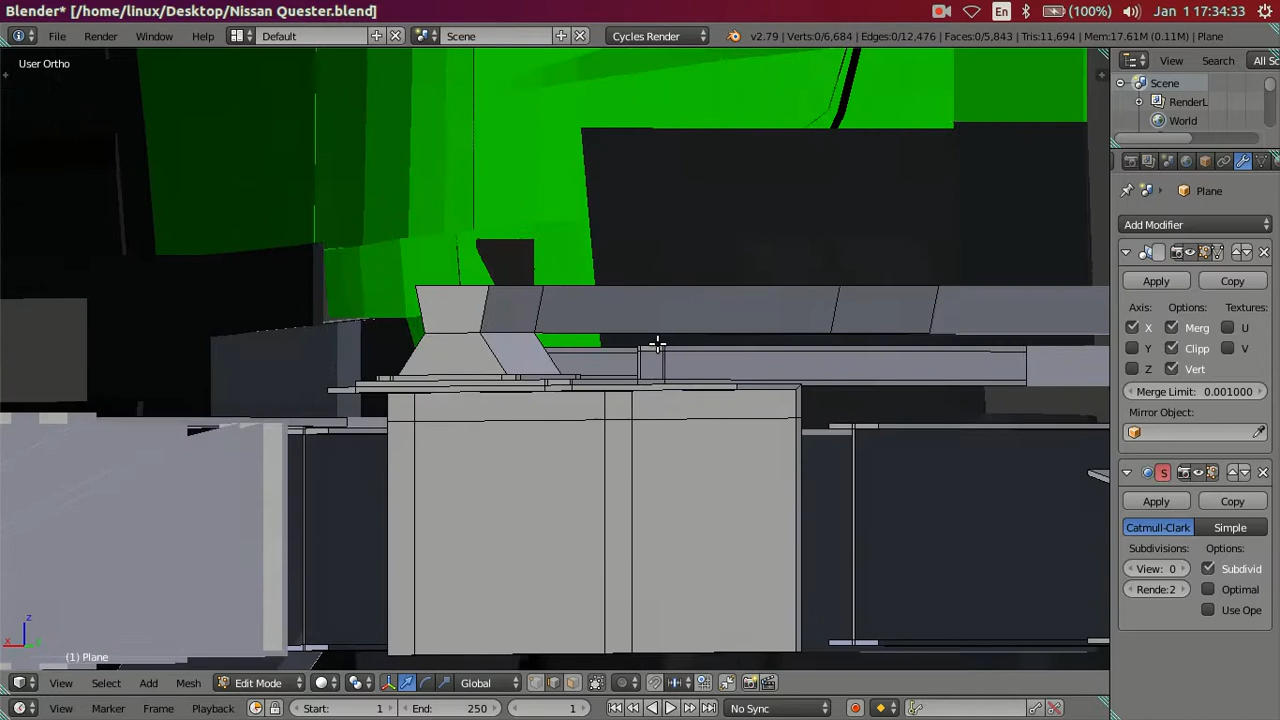 Blender* [/home/linux/Desktop/Nissan Quester.blend]
En (100%) Jan 1 17:34:33
File Render Window Help Default Scene Cycles Render v2.79 | Verts:0/6,684 | Edges:0/12,476 | Faces:0/5,843 | Tris:11,694 | Mem:17.61M (0.11M) | Plane
User Ortho
View Search All Sc
Scene
RenderL
World
Plane
Add Modifier
Apply Copy
Axis: Options: Textures:
X Merg U
Y Clipp V
Z Vert
Merge Limit: 0.001000
Mirror Object:
S
Apply Copy
Catmull-Clark Simple
Subdivisions: Options:
View: 0 Subdivid
Rende:2 Optimal
Use Ope
z
x y
(1) Plane
View Select Add Mesh Edit Mode Global
View Marker Frame Playback Start: 1 End: 250 1 No Sync